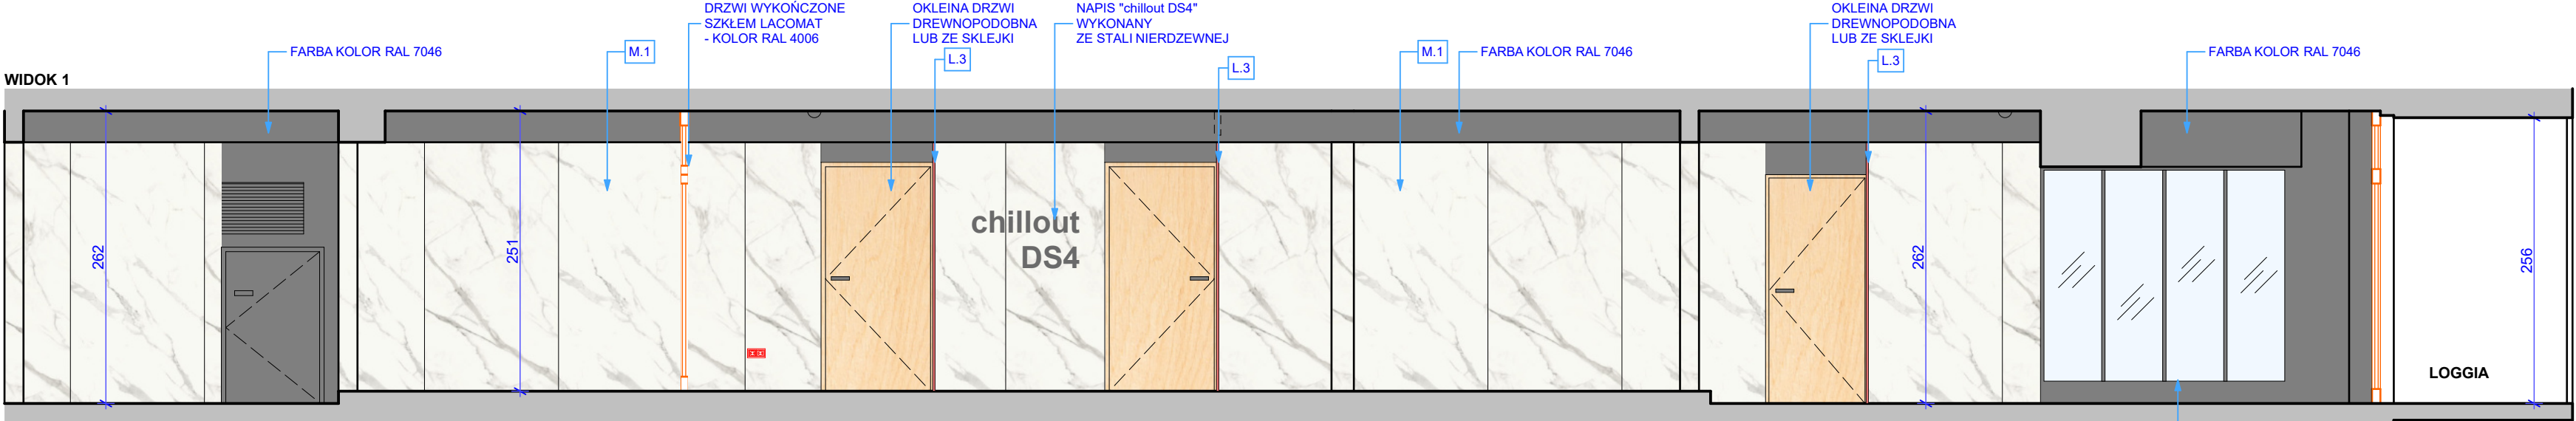 DRZWI WYKOŃCZONE
SZKŁEM LACOMAT
- KOLOR RAL 4006
OKLEINA DRZWI
DREWNOPODOBNA
LUB ZE SKLEJKI
NAPIS "chillout DS4"
WYKONANY
ZE STALI NIERDZEWNEJ
OKLEINA DRZWI
DREWNOPODOBNA
LUB ZE SKLEJKI
FARBA KOLOR RAL 7046
M.1
L.3
L.3
M.1
FARBA KOLOR RAL 7046
L.3
FARBA KOLOR RAL 7046
WIDOK 1
262
251
chillout
DS4
262
256
LOGGIA